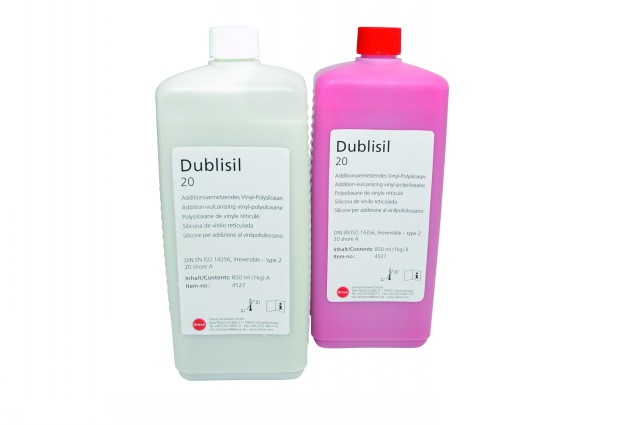 Dublisil
20
Additionsvernetzendes Vinyl-Polysiloxan
Addition-vulcanizing vinyl-polysiloxane
Polysiloxane de vinyle réticulé
Silicona de vinilo reticulada
Silicone per addizione al vinilpolisilossano
DIN EN ISO 14356, Irreversible – type 2
20 shore A
Inhalt/Contents: 850 ml (1kg) A
Item-no.: 4527
Dreve
Dublisil
20
Additionsvernetzendes Vinyl-Polysiloxan
Addition-vulcanizing vinyl-polysiloxane
Polysiloxane de vinyle réticulé
Silicona de vinilo reticulada
Silicone per addizione al vinilpolisilossano
DIN EN ISO 14356, Irreversible – type 2
20 shore A
Inhalt/Contents: 850 ml (1kg) B
Item-no.: 4527
Dreve